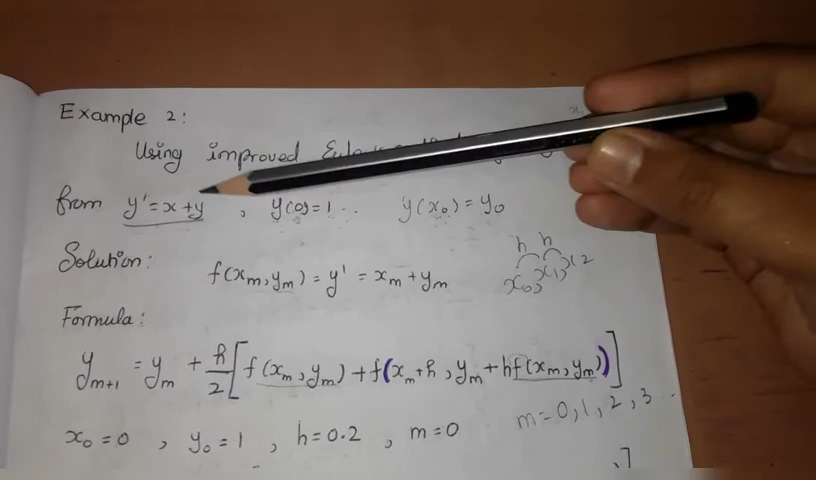 Example 2:
Using improved
from y' = x + y , y(0) = 1 .. y(x₀) = y₀
h h
Solution: f(xₘ, yₘ) = y' = xₘ + yₘ x₀, x₁, x₂
Formula:
yₘ₊₁ = yₘ + h/2 [ f(xₘ, yₘ) + f(xₘ + h, yₘ + hf(xₘ, yₘ)) ]
m = 0, 1, 2, 3 ...
x₀ = 0 , y₀ = 1 , h = 0.2 , m = 0